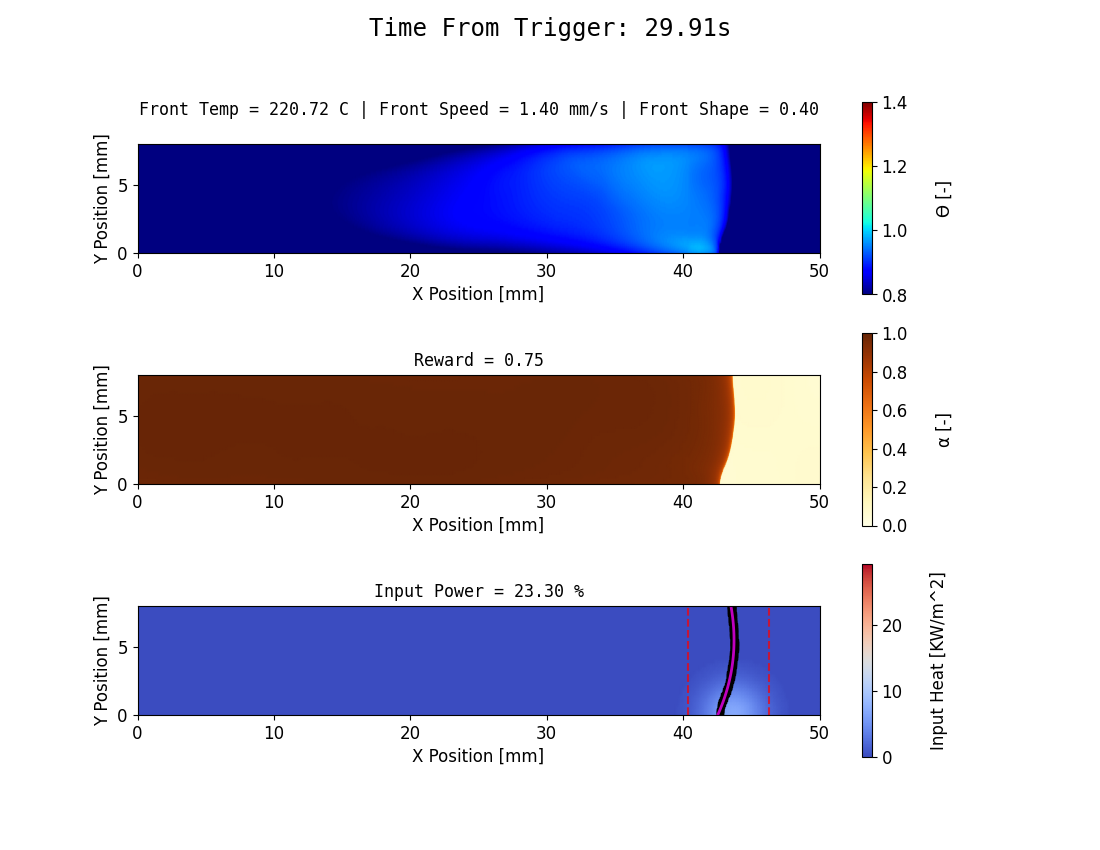 Time From Trigger: 29.91s
Front Temp = 220.72 C | Front Speed = 1.40 mm/s | Front Shape = 0.40
Y Position [mm]
5
0
0 10 20 30 40 50
X Position [mm]
1.4
1.2
1.0
0.8
Θ [-]
Reward = 0.75
Y Position [mm]
5
0
0 10 20 30 40 50
X Position [mm]
1.0
0.8
0.6
0.4
0.2
0.0
α [-]
Input Power = 23.30 %
Y Position [mm]
5
0
0 10 20 30 40 50
X Position [mm]
20
10
0
Input Heat [KW/m^2]